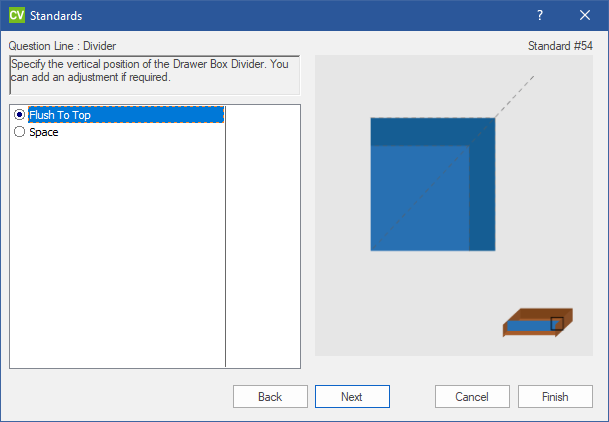 CV Standards ?
Question Line : Divider
Standard #54
Specify the vertical position of the Drawer Box Divider. You
can add an adjustment if required.
Flush To Top
Space
Back Next Cancel Finish